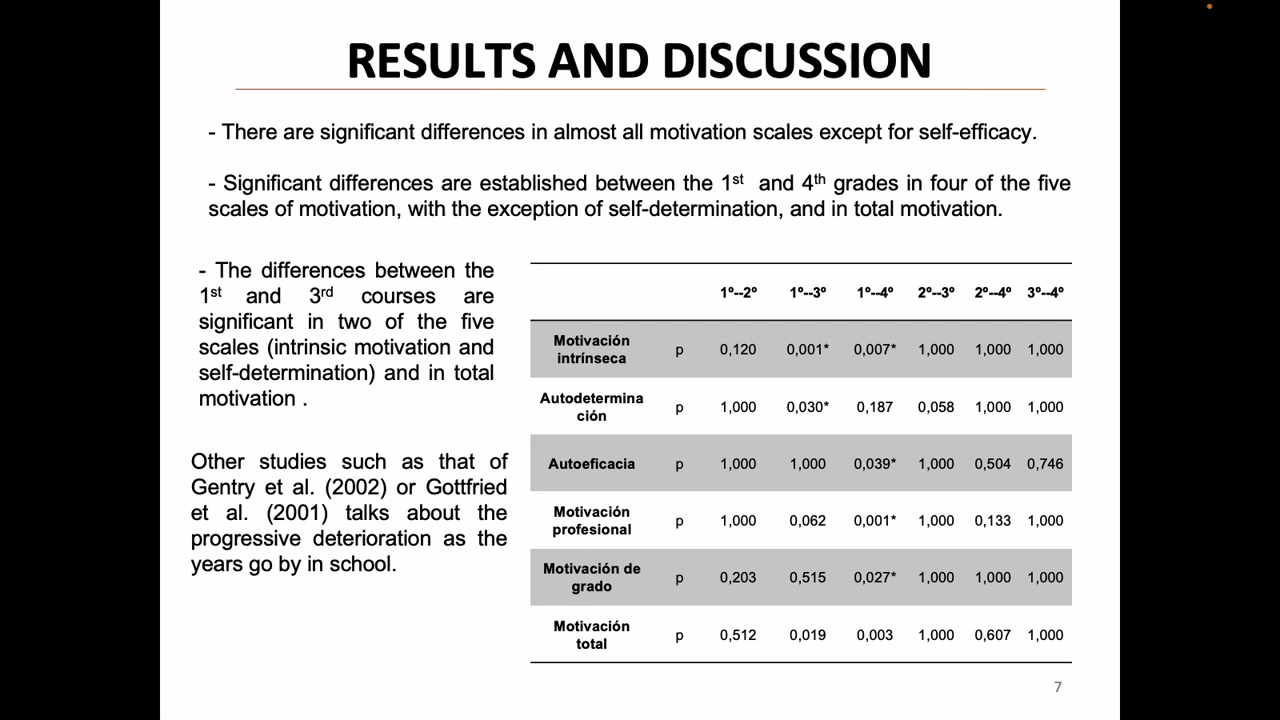 RESULTS AND DISCUSSION
- There are significant differences in almost all motivation scales except for self-efficacy.
- Significant differences are established between the 1st and 4th grades in four of the five
scales of motivation, with the exception of self-determination, and in total motivation.
- The differences between the
1st and 3rd courses are
significant in two of the five
scales (intrinsic motivation and
self-determination) and in total
motivation .
Other studies such as that of
Gentry et al. (2002) or Gottfried
et al. (2001) talks about the
progressive deterioration as the
years go by in school.
1º--2º 1º--3º 1º--4º 2º--3º 2º--4º 3º--4º
Motivación
intrínseca p 0,120 0,001* 0,007* 1,000 1,000 1,000
Autodetermina
ción p 1,000 0,030* 0,187 0,058 1,000 1,000
Autoeficacia p 1,000 1,000 0,039* 1,000 0,504 0,746
Motivación
profesional p 1,000 0,062 0,001* 1,000 0,133 1,000
Motivación de
grado p 0,203 0,515 0,027* 1,000 1,000 1,000
Motivación
total p 0,512 0,019 0,003 1,000 0,607 1,000
7